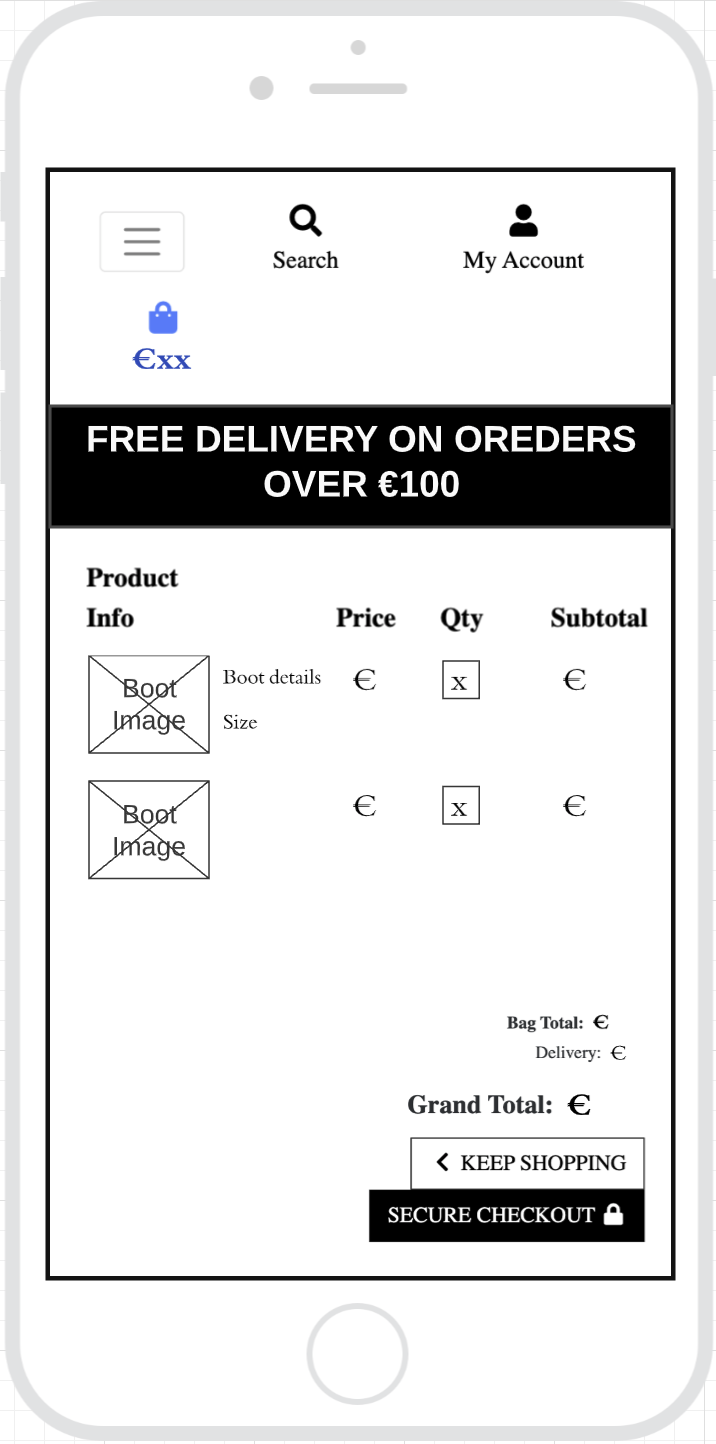 Search
My Account
€xx
FREE DELIVERY ON OREDERS
OVER €100
Product
Info Price Qty Subtotal
Boot
Image
Boot details € x €
Size
Boot
Image
€ x €
Bag Total: €
Delivery: €
Grand Total: €
KEEP SHOPPING
SECURE CHECKOUT